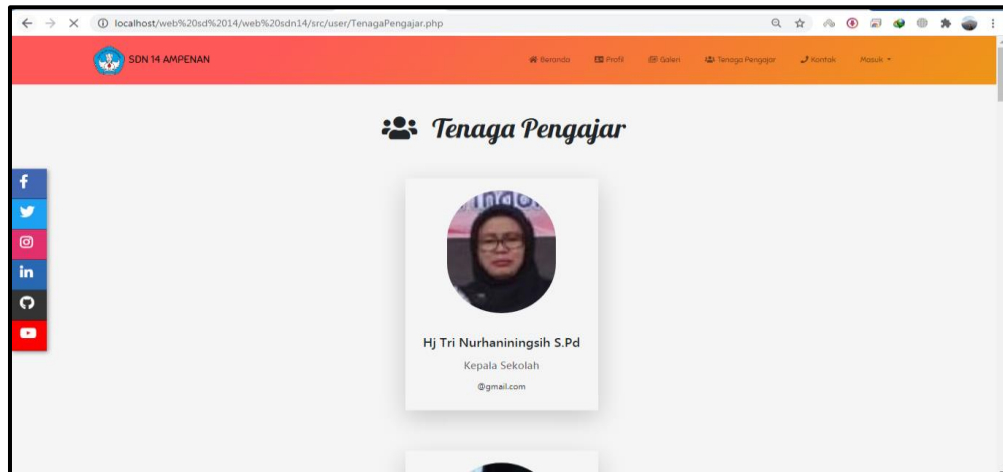 localhost/web%20sd%2014/web%20sdn14/src/user/TenagaPengajar.php
SDN 14 AMPENAN
Beranda Profil Galeri Tenaga Pengajar Kontak Masuk
Tenaga Pengajar
Hj Tri Nurhaniningsih S.Pd
Kepala Sekolah
@gmail.com